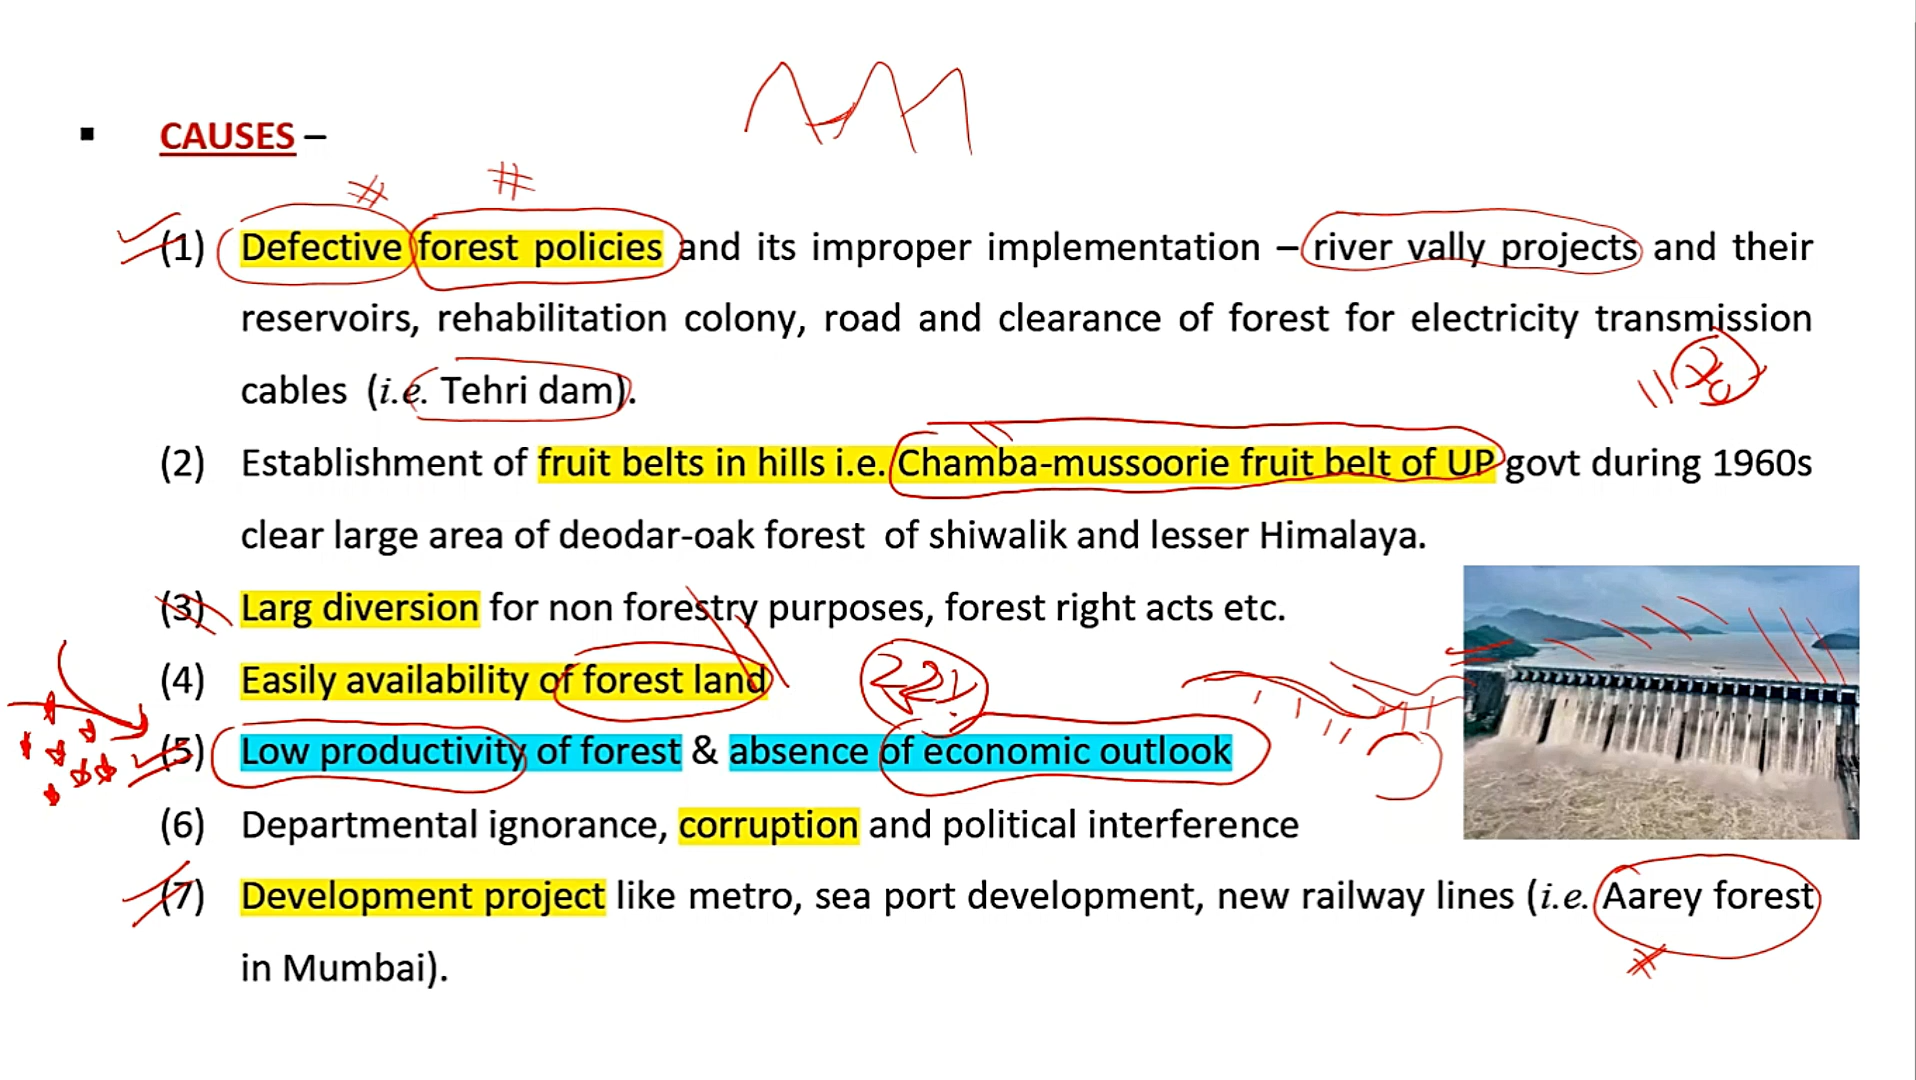 ▪ CAUSES –
(1) Defective forest policies and its improper implementation – river vally projects and their
reservoirs, rehabilitation colony, road and clearance of forest for electricity transmission
cables (i.e. Tehri dam).
(2) Establishment of fruit belts in hills i.e. Chamba-mussoorie fruit belt of UP govt during 1960s
clear large area of deodar-oak forest of shiwalik and lesser Himalaya.
(3) Larg diversion for non forestry purposes, forest right acts etc.
(4) Easily availability of forest land
(5) Low productivity of forest & absence of economic outlook
(6) Departmental ignorance, corruption and political interference
(7) Development project like metro, sea port development, new railway lines (i.e. Aarey forest
in Mumbai).